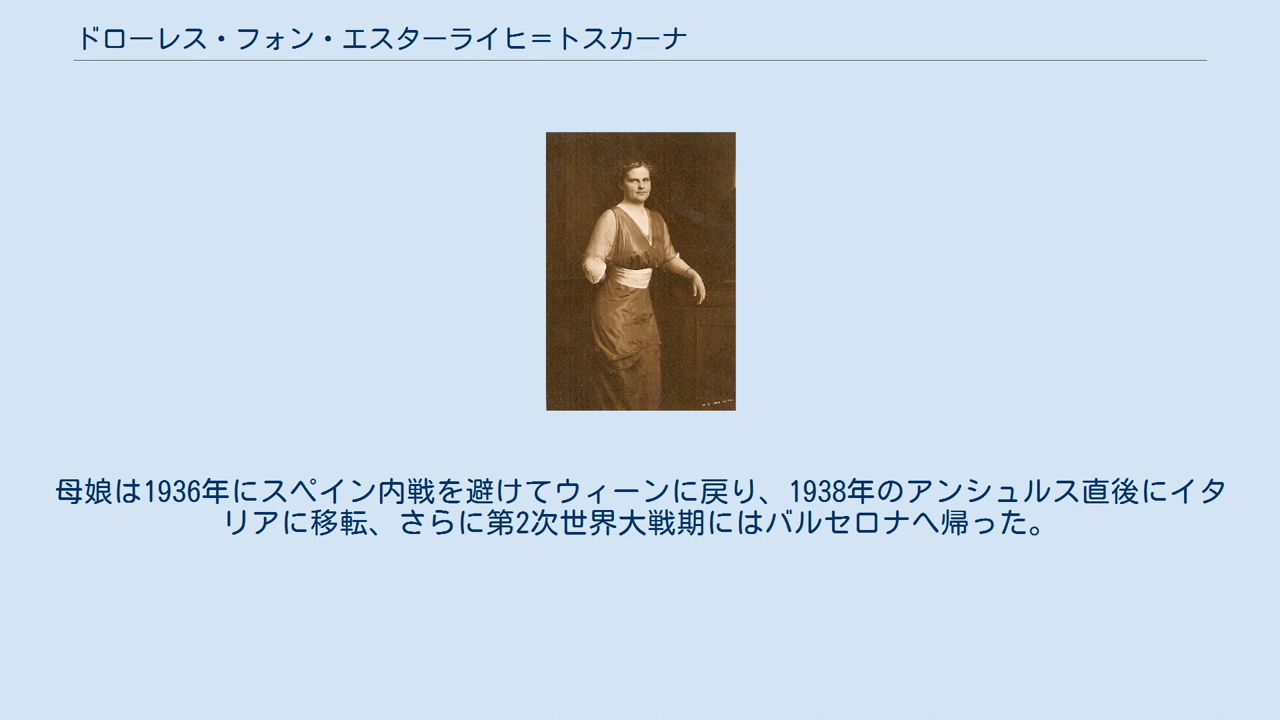 ドローレス・フォン・エスターライヒ＝トスカーナ
母娘は1936年にスペイン内戦を避けてウィーンに戻り、1938年のアンシュルス直後にイタ
リアに移転、さらに第2次世界大戦期にはバルセロナへ帰った。